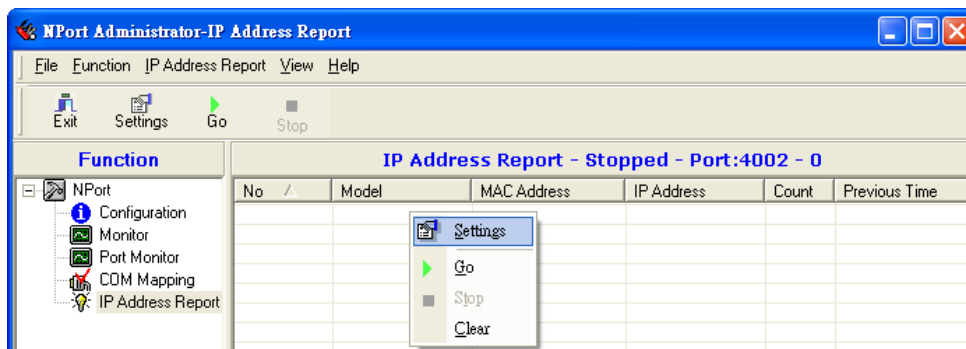 NPort Administrator-IP Address Report
File Function IP Address Report View Help
Exit Settings Go Stop
Function
IP Address Report - Stopped - Port:4002 - 0
NPort
Configuration
Monitor
Port Monitor
COM Mapping
IP Address Report
No Model MAC Address IP Address Count Previous Time
Settings
Go
Stop
Clear